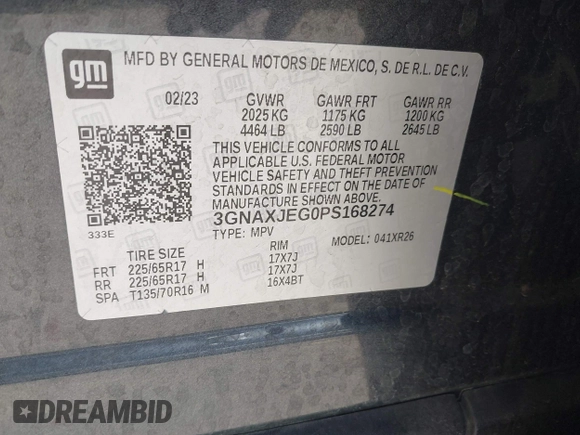 gm
MFD BY GENERAL MOTORS DE MEXICO, S. DE R.L. DE C.V.
02/23 GVWR GAWR FRT GAWR RR
2025 KG 1175 KG 1200 KG
4464 LB 2590 LB 2645 LB
THIS VEHICLE CONFORMS TO ALL
APPLICABLE U.S. FEDERAL MOTOR
VEHICLE SAFETY AND THEFT PREVENTION
STANDARDS IN EFFECT ON THE DATE OF
MANUFACTURE SHOWN ABOVE.
3GNAXJEG0PS168274
333E TYPE: MPV MODEL: 041XR26
TIRE SIZE RIM
FRT 225/65R17 H 17X7J
RR 225/65R17 H 17X7J
SPA T135/70R16 M 16X4BT
DREAMBID